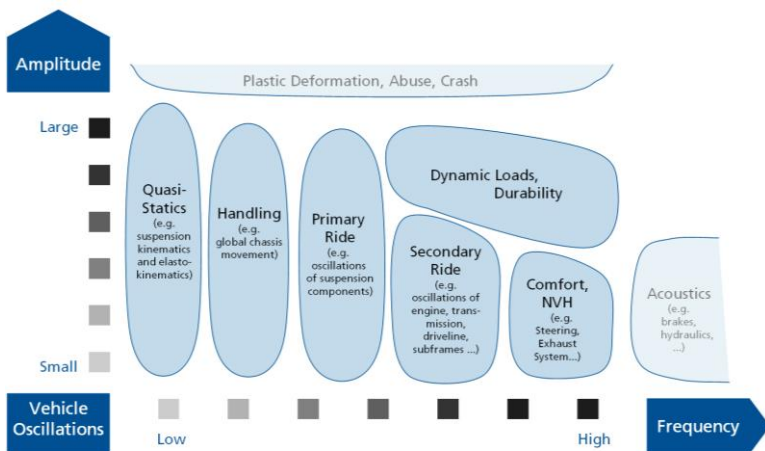 Amplitude
Plastic Deformation, Abuse, Crash
Large
Quasi-
Statics
(e.g.
suspension
kinematics
and elasto-
kinematics)
Handling
(e.g.
global chassis
movement)
Primary
Ride
(e.g.
oscillations
of suspension
components)
Dynamic Loads,
Durability
Secondary
Ride
(e.g.
oscillations of
engine, trans-
mission,
driveline,
subframes ...)
Comfort,
NVH
(e.g.
Steering,
Exhaust
System...)
Acoustics
(e.g.
brakes,
hydraulics,
...)
Small
Vehicle
Oscillations
Low
High
Frequency